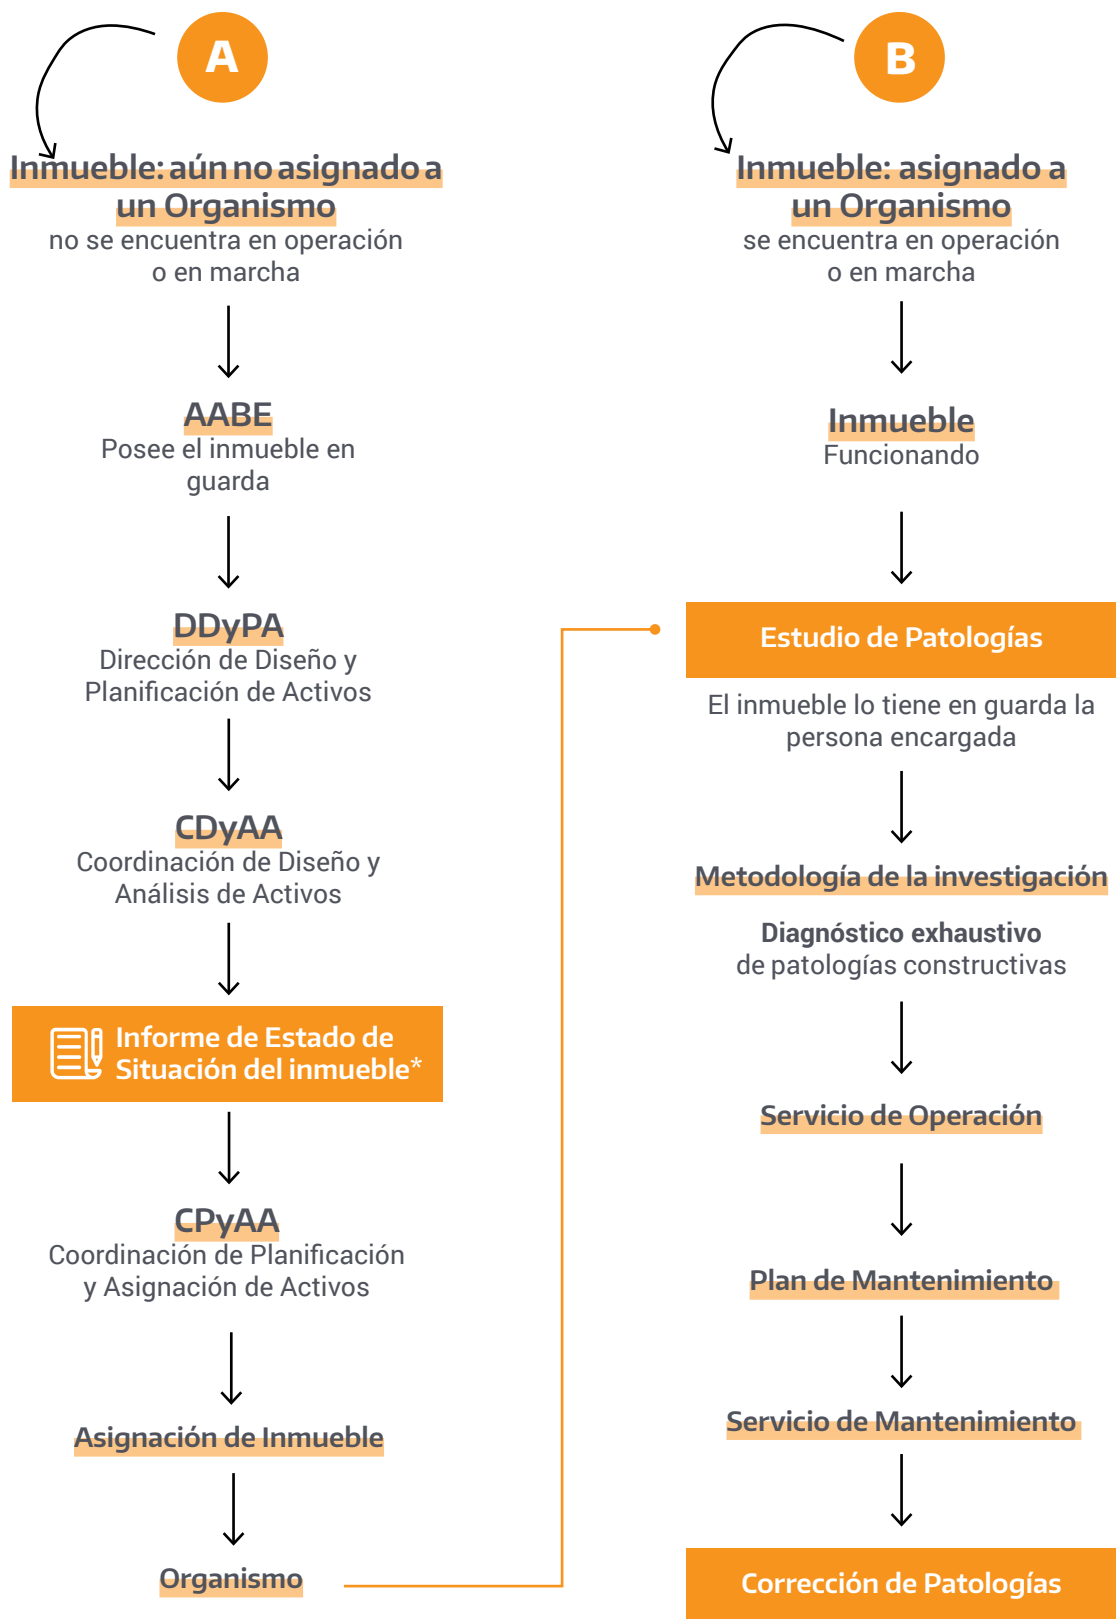 A
Inmueble: aún no asignado a
un Organismo
no se encuentra en operación
o en marcha
AABE
Posee el inmueble en
guarda
DDyPA
Dirección de Diseño y
Planificación de Activos
CDyAA
Coordinación de Diseño y
Análisis de Activos
Informe de Estado de
Situación del inmueble*
CPyAA
Coordinación de Planificación
y Asignación de Activos
Asignación de Inmueble
Organismo
B
Inmueble: asignado a
un Organismo
se encuentra en operación
o en marcha
Inmueble
Funcionando
Estudio de Patologías
El inmueble lo tiene en guarda la
persona encargada
Metodología de la investigación
Diagnóstico exhaustivo
de patologías constructivas
Servicio de Operación
Plan de Mantenimiento
Servicio de Mantenimiento
Corrección de Patologías